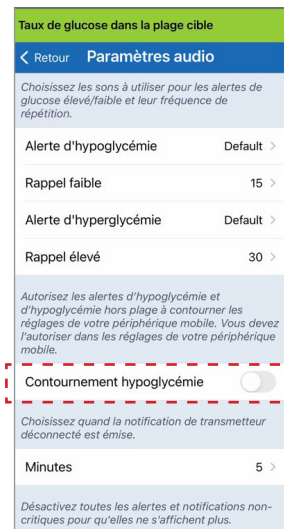 Taux de glucose dans la plage cible
Retour Paramètres audio
Choisissez les sons à utiliser pour les alertes de
glucose élevé/faible et leur fréquence de
répétition.
Alerte d'hypoglycémie Default
Rappel faible 15
Alerte d'hyperglycémie Default
Rappel élevé 30
Autorisez les alertes d'hypoglycémie et
d'hypoglycémie hors plage à contourner les
réglages de votre périphérique mobile. Vous devez
l'autoriser dans les réglages de votre périphérique
mobile.
Contournement hypoglycémie
Choisissez quand la notification de transmetteur
déconnecté est émise.
Minutes 5
Désactivez toutes les alertes et notifications non-
critiques pour qu'elles ne s'affichent plus.